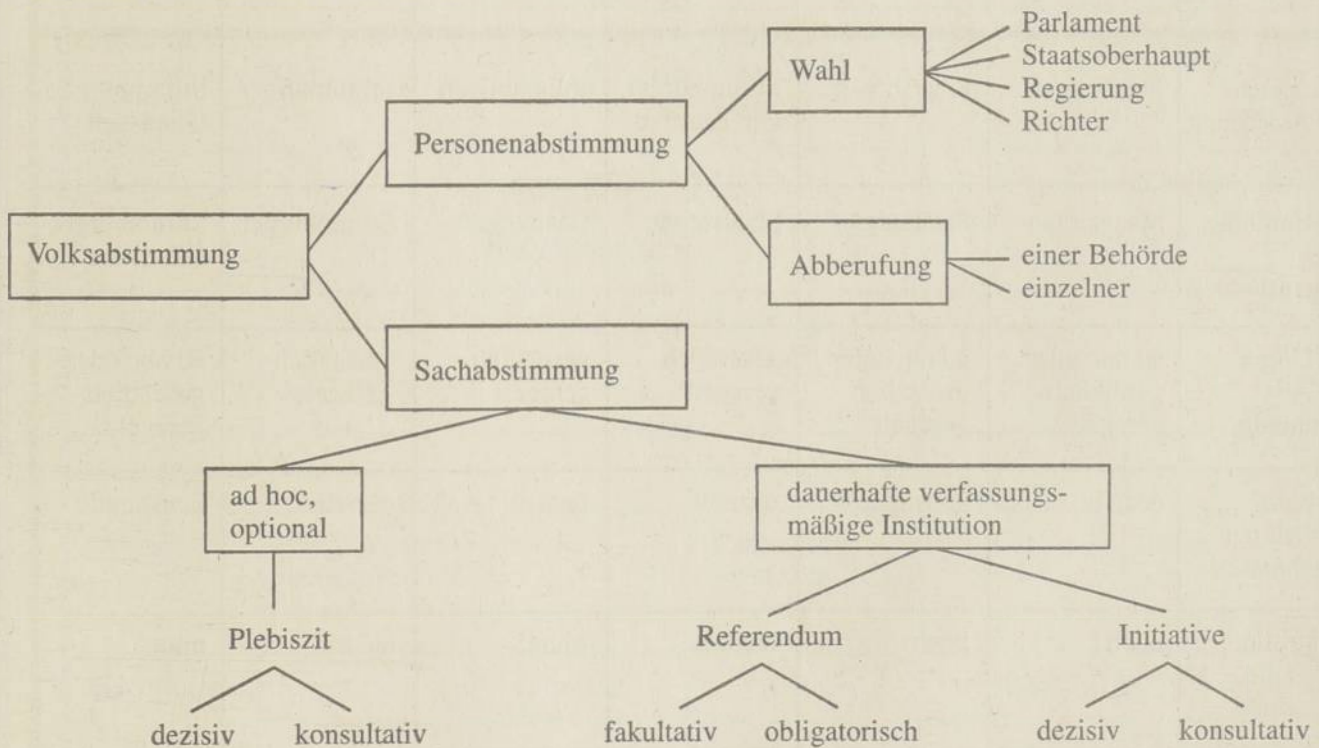 Parlament
Staatsoberhaupt
Wahl
Regierung
Richter
Personenabstimmung
Volksabstimmung
Abberufung
einer Behörde
einzelner
Sachabstimmung
ad hoc,
optional
dauerhafte verfassungs-
mäßige Institution
Plebiszit
Referendum
Initiative
dezisiv
konsultativ
fakultativ
obligatorisch
dezisiv
konsultativ